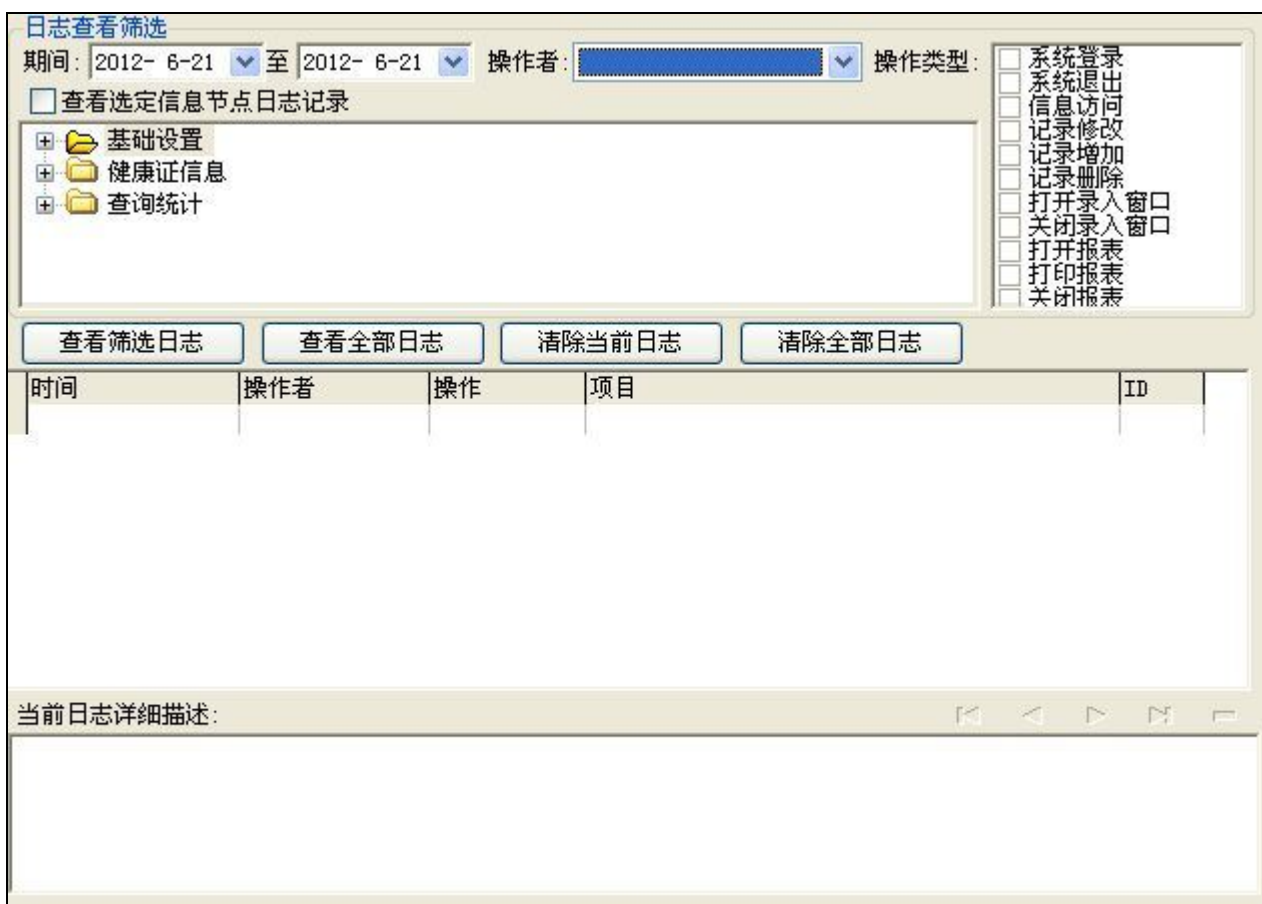 日志查看筛选
期间: 2012- 6-21 至 2012- 6-21 操作者: 操作类型:
系统登录
系统退出
信息访问
记录修改
记录增加
记录删除
打开录入窗口
关闭录入窗口
打开报表
打印报表
关闭报表
查看选定信息节点日志记录
基础设置
健康证信息
查询统计
查看筛选日志 查看全部日志 清除当前日志 清除全部日志
时间 操作者 操作 项目 ID
当前日志详细描述: